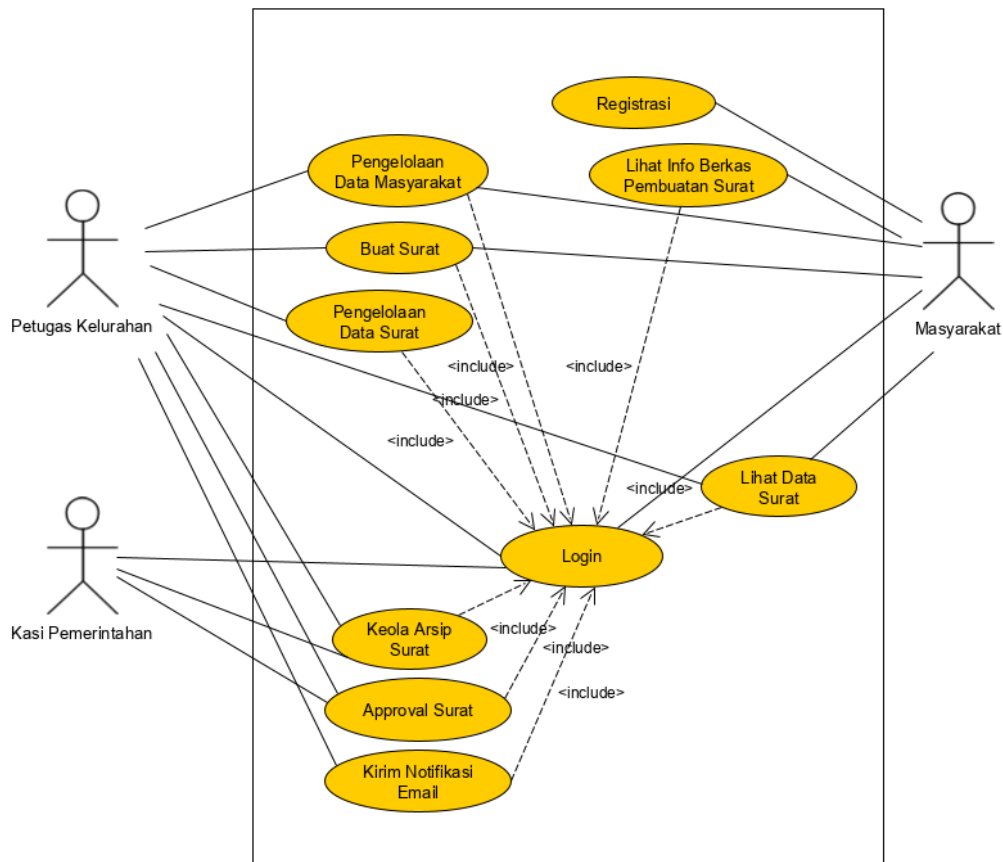 Registrasi
Pengelolaan
Data Masyarakat
Lihat Info Berkas
Pembuatan Surat
Buat Surat
Pengelolaan
Data Surat
Petugas Kelurahan
Masyarakat
<include>
<include>
<include>
<include>
<include>
Lihat Data
Surat
Login
Kasi Pemerintahan
Keola Arsip
Surat
<include>
<include>
<include>
Approval Surat
Kirim Notifikasi
Email